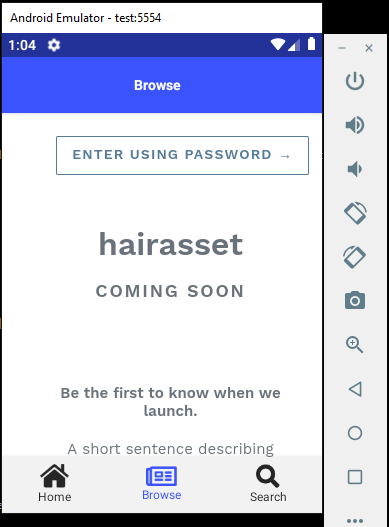 Android Emulator - test:5554
1:04
Browse
ENTER USING PASSWORD →
hairasset
COMING SOON
Be the first to know when we
launch.
A short sentence describing
Home
Browse
Search